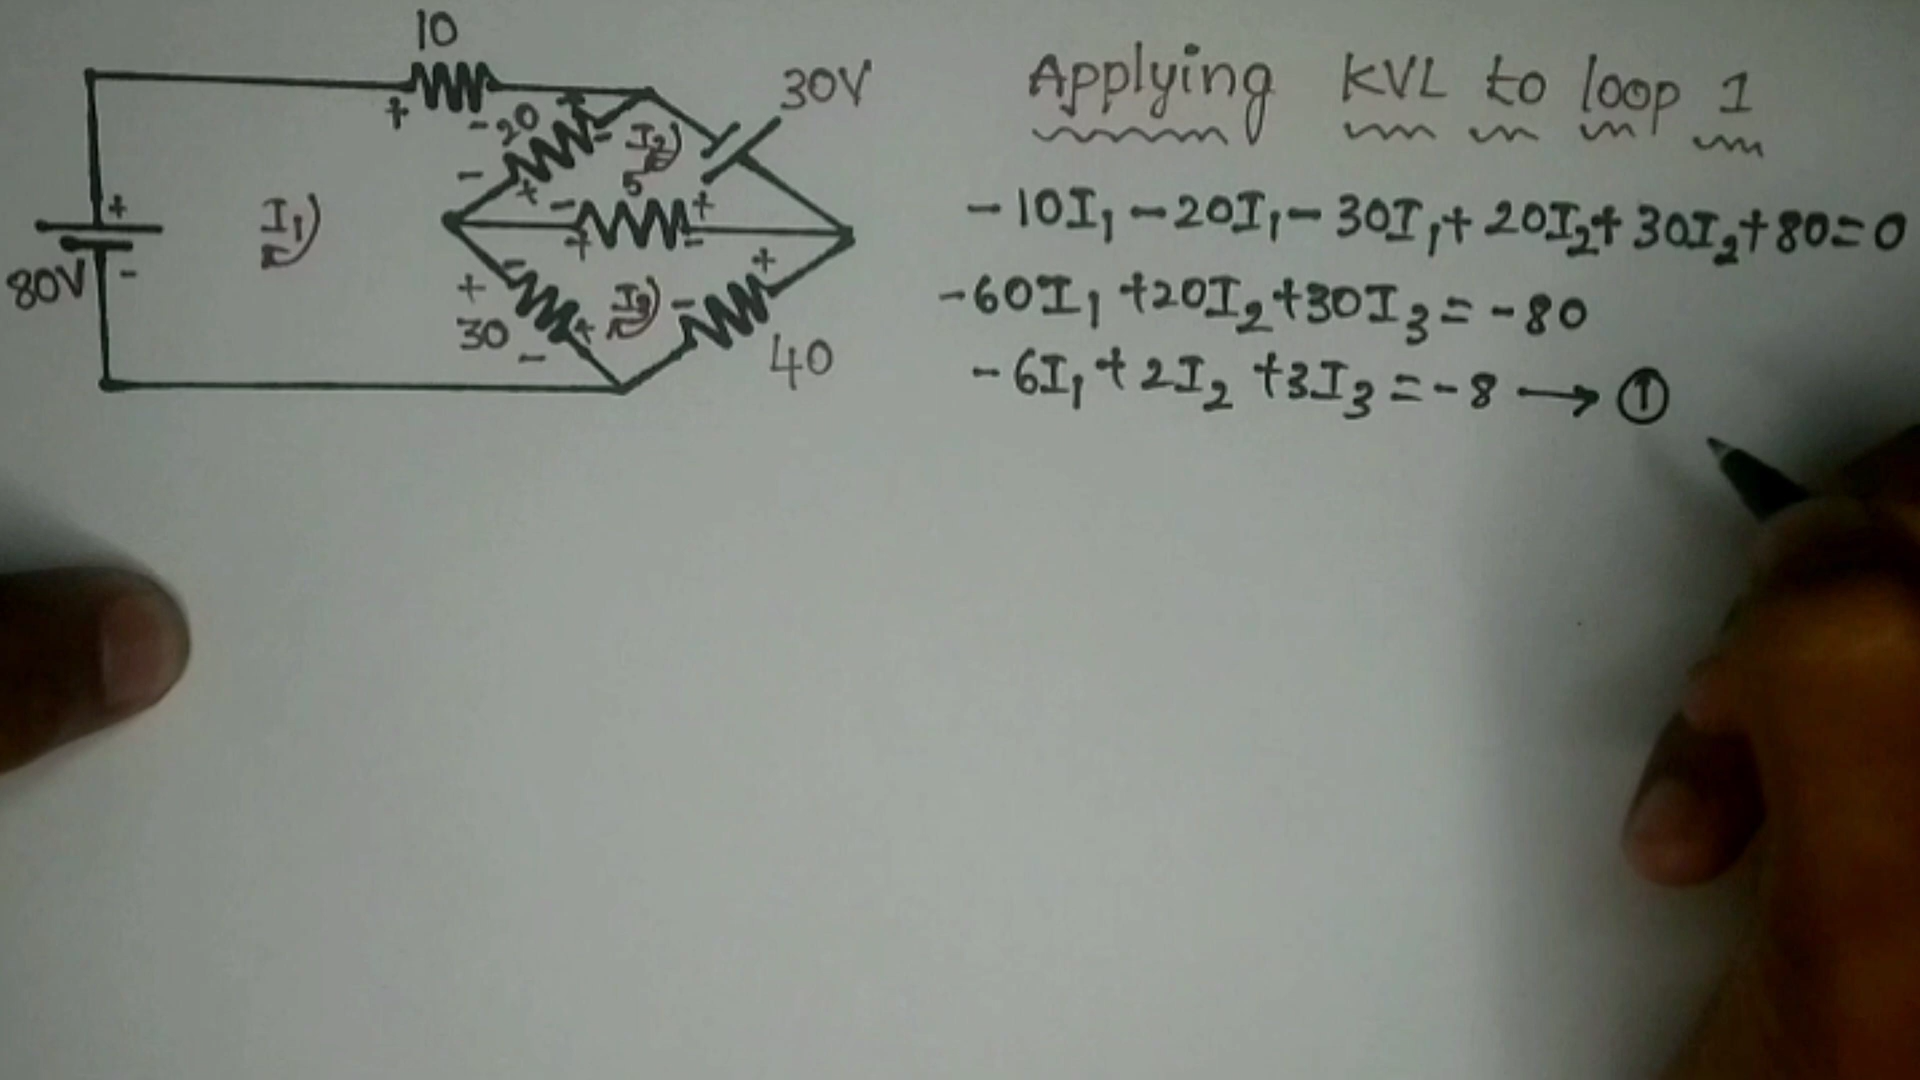 10
30V
20
I2
5
I1
80V
I3
30
40
Applying KVL to loop 1
-10I1-20I1-30I1+20I2+30I2+80=0
-60I1+20I2+30I3=-80
-6I1+2I2+3I3=-8→①